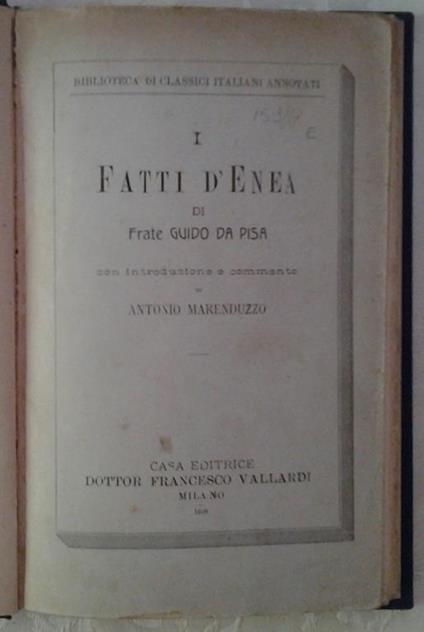 BIBLIOTECA DI CLASSICI ITALIANI ANNOTATI
E
I
FATTI D'ENEA
DI
Frate GUIDO DA PISA
con introduzione e commento
DI
ANTONIO MARENDUZZO
CASA EDITRICE
DOTTOR FRANCESCO VALLARDI
MILANO